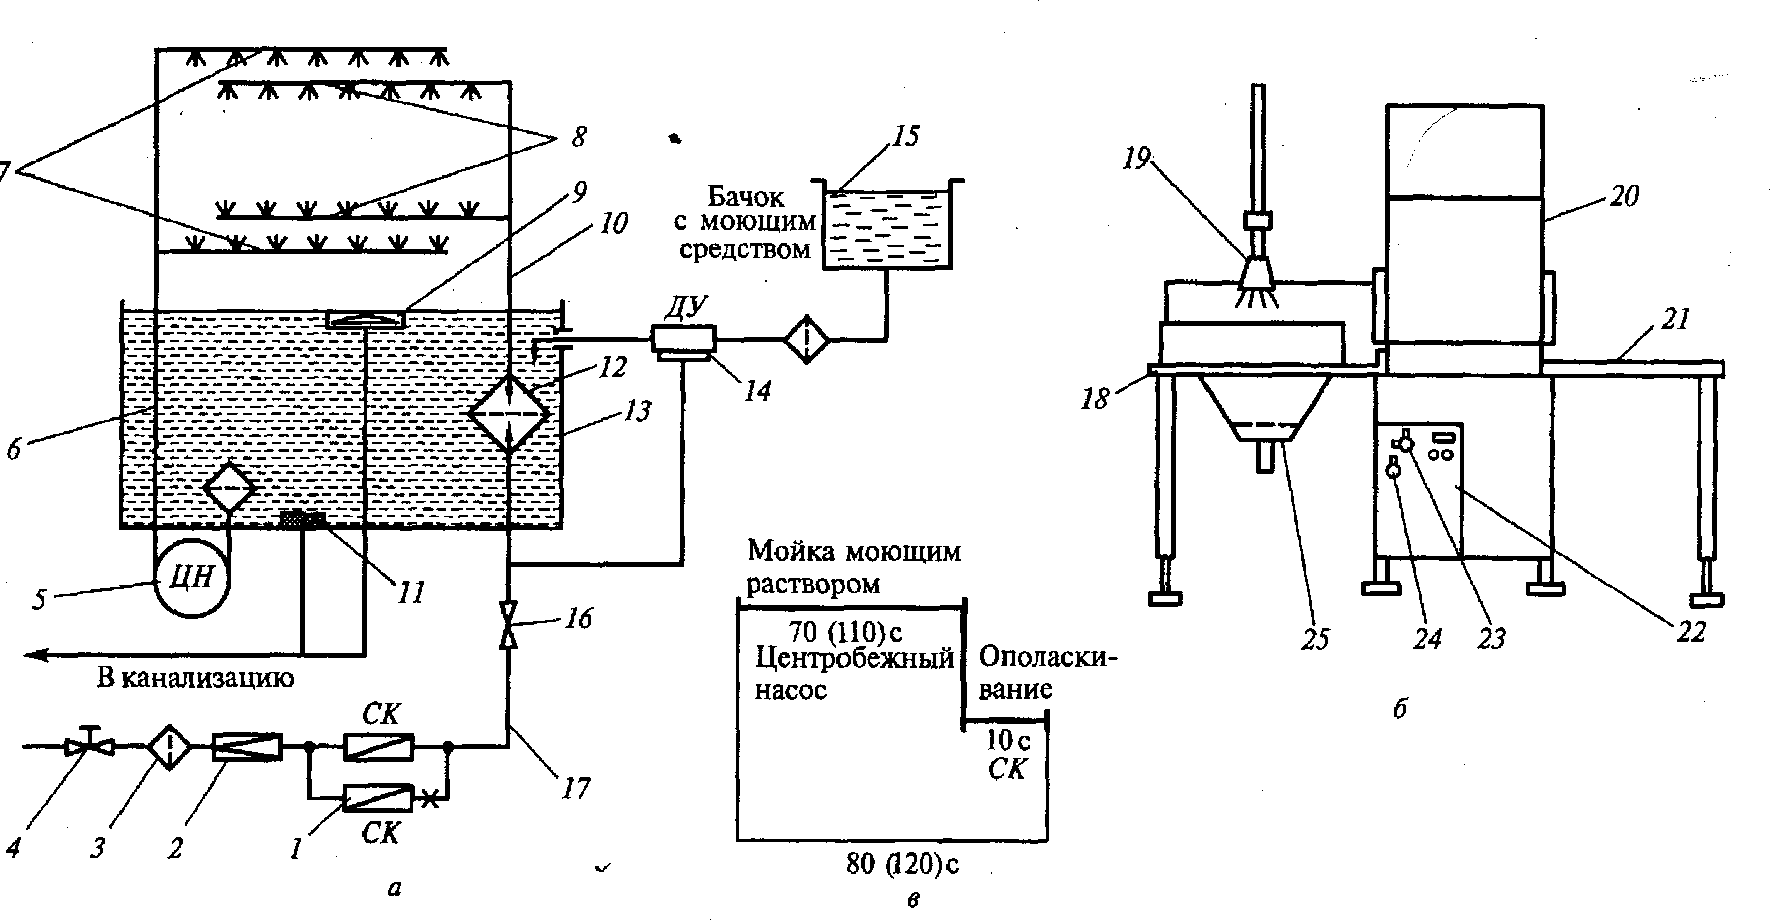 7
8
9
10
15
Бачок
с моющим
средством
ДУ
14
12
13
6
5
ЦН
11
16
В канализацию
СК
СК
17
4
3
2
1
а
19
20
21
18
25
24
23
22
б
Мойка моющим
раствором
70 (110) с
Центробежный
насос
Ополаски-
вание
10 с
СК
80 (120) с
в